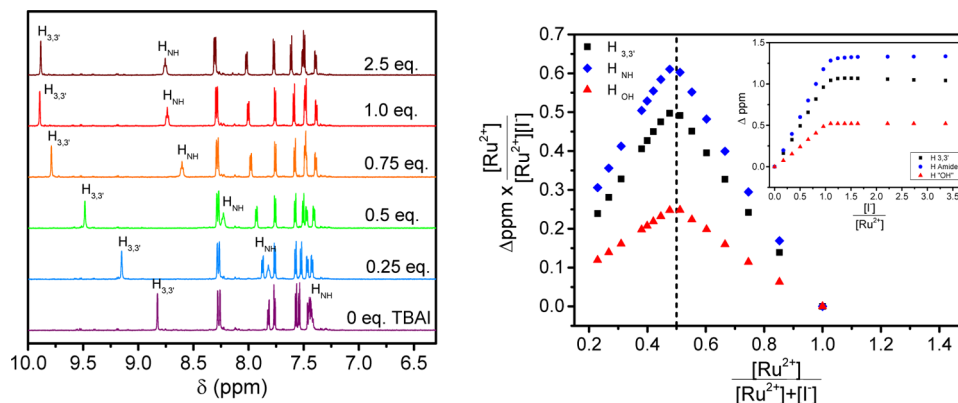 H3,3'
HNH
2.5 eq.
H3,3'
HNH
1.0 eq.
H3,3'
HNH
0.75 eq.
H3,3'
HNH
0.5 eq.
H3,3'
HNH
0.25 eq.
H3,3'
HNH
0 eq. TBAI
10.0 9.5 9.0 8.5 8.0 7.5 7.0 6.5
δ (ppm)
Δppm x [Ru2+]
[Ru2+][I-]
0.7
0.6
0.5
0.4
0.3
0.2
0.1
0.0
H 3,3'
H NH
H OH
0.2 0.4 0.6 0.8 1.0 1.2 1.4
[Ru2+]
[Ru2+]+[I-]
Δ ppm
1.5
1.0
0.5
0.0
H 3,3'
H Amide
H "OH"
0.0 0.5 1.0 1.5 2.0 2.5 3.0 3.5
[I-]
[Ru2+]